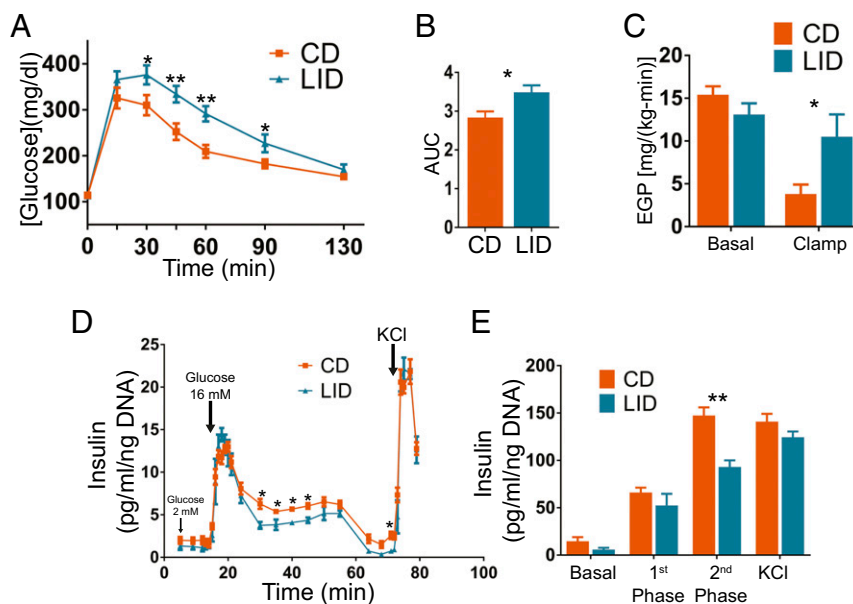 A
CD
LID
[Glucose](mg/dl)
400
300
200
100
* ** ** *
0 30 60 90 130
Time (min)
B
*
AUC
4
3
2
1
0
CD LID
C
CD
LID
EGP [mg/(kg-min)]
20
15
10
5
0
*
Basal Clamp
D
KCl
CD
LID
Glucose
16 mM
Glucose
2 mM
Insulin
(pg/ml/ng DNA)
25
20
15
10
5
0
* * * * *
0 20 40 60 80 100
Time (min)
E
CD
LID
**
Insulin
(pg/ml/ng DNA)
200
150
100
50
0
Basal 1st 2nd KCl
Phase Phase